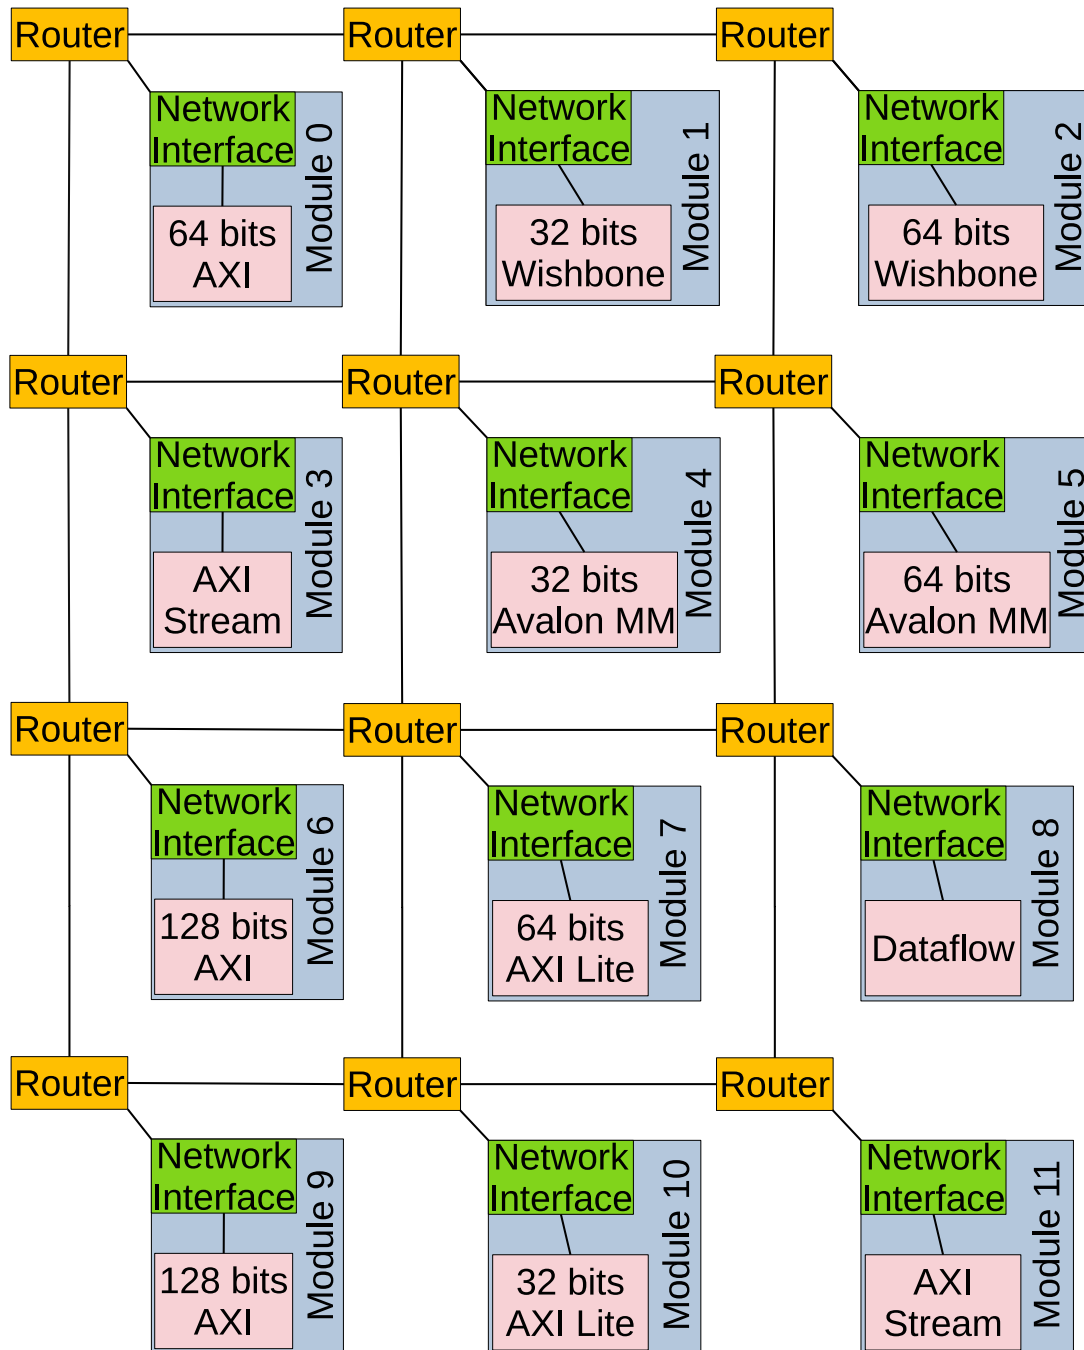 Router
Router
Router
Network
Interface
64 bits
AXI
Module 0
Network
Interface
32 bits
Wishbone
Module 1
Network
Interface
64 bits
Wishbone
Module 2
Router
Router
Router
Network
Interface
AXI
Stream
Module 3
Network
Interface
32 bits
Avalon MM
Module 4
Network
Interface
64 bits
Avalon MM
Module 5
Router
Router
Router
Network
Interface
128 bits
AXI
Module 6
Network
Interface
64 bits
AXI Lite
Module 7
Network
Interface
Dataflow
Module 8
Router
Router
Router
Network
Interface
128 bits
AXI
Module 9
Network
Interface
32 bits
AXI Lite
Module 10
Network
Interface
AXI
Stream
Module 11